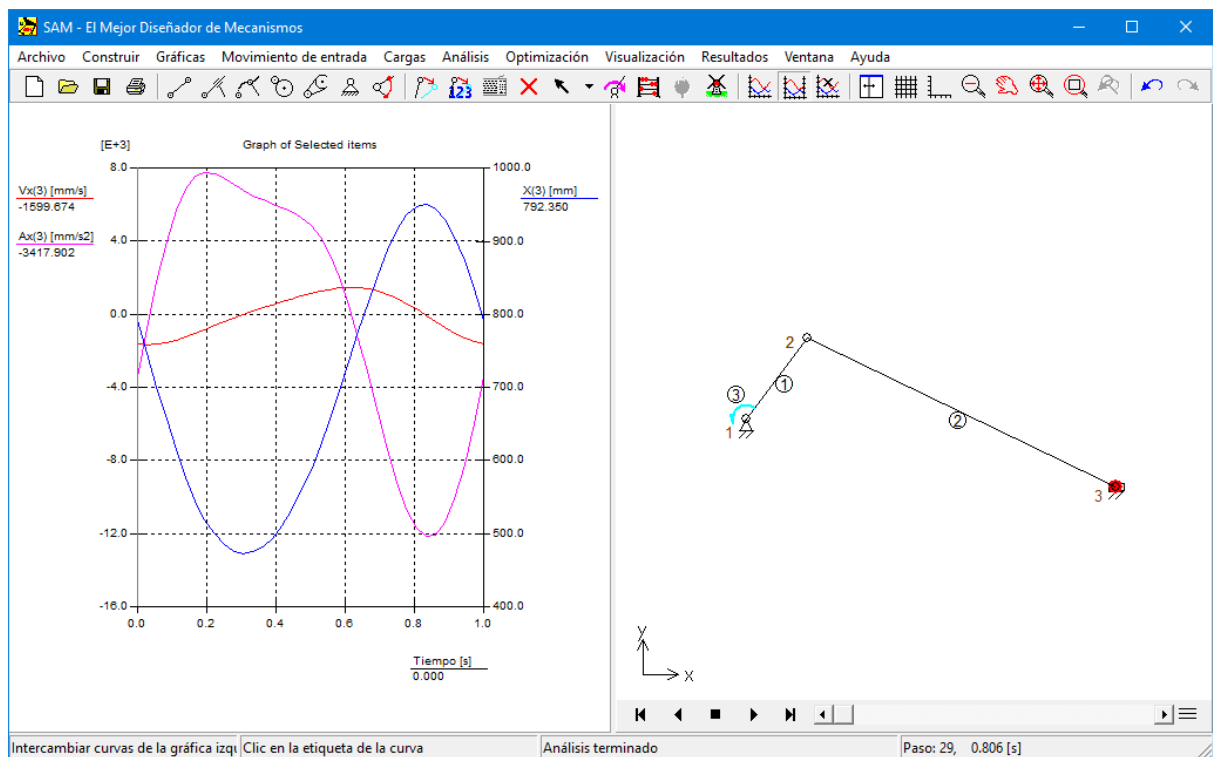 SAM - El Mejor Diseñador de Mecanismos
Archivo Construir Gráficas Movimiento de entrada Cargas Análisis Optimización Visualización Resultados Ventana Ayuda
123
[E+3] Graph of Selected items
8.0 1000.0
Vx(3) [mm/s] X(3) [mm]
-1599.674 792.350
Ax(3) [mm/s2] 4.0 900.0
-3417.902
0.0 800.0
-4.0 700.0
-8.0 600.0
-12.0 500.0
-16.0 400.0
0.0 0.2 0.4 0.6 0.8 1.0
Tiempo [s]
0.000
2
1
3
2
1
3
y
x
Intercambiar curvas de la gráfica izqu Clic en la etiqueta de la curva Análisis terminado Paso: 29, 0.806 [s]